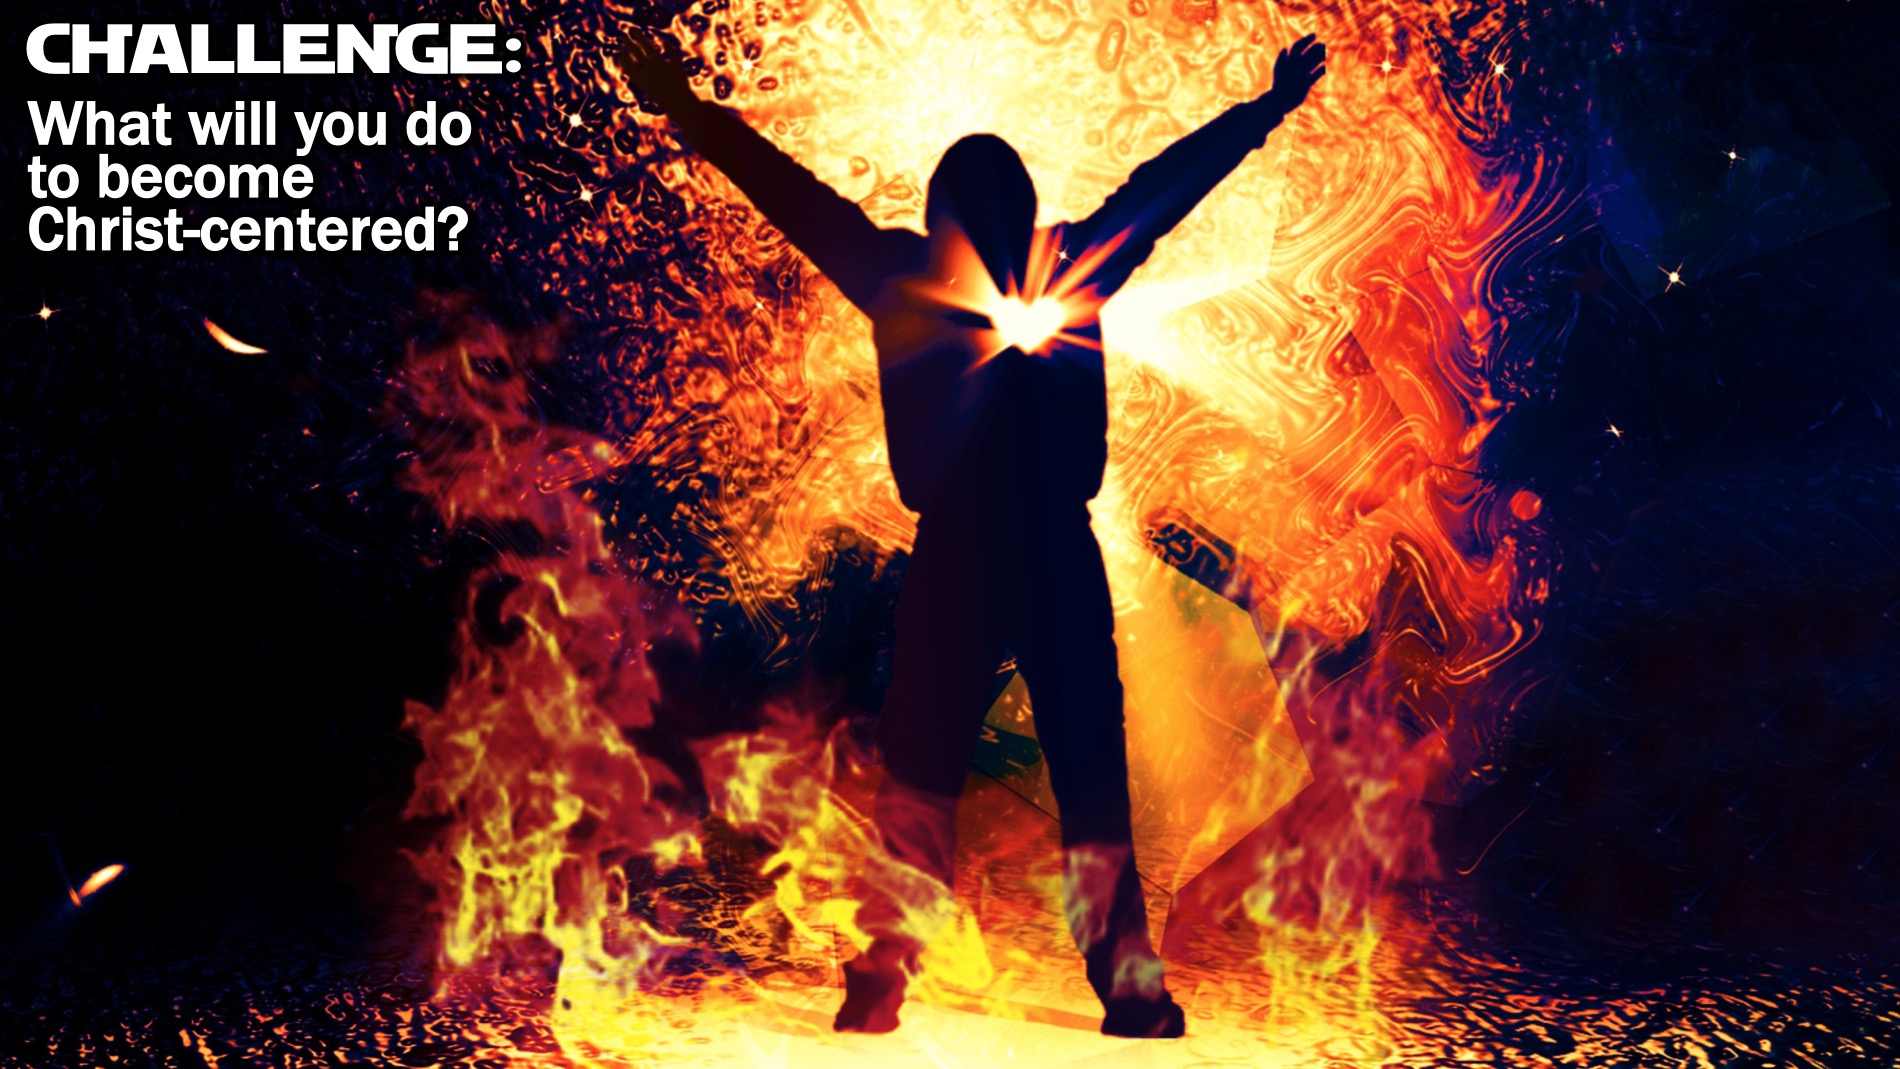 CHALLENGE:
What will you do
to become
Christ-centered?